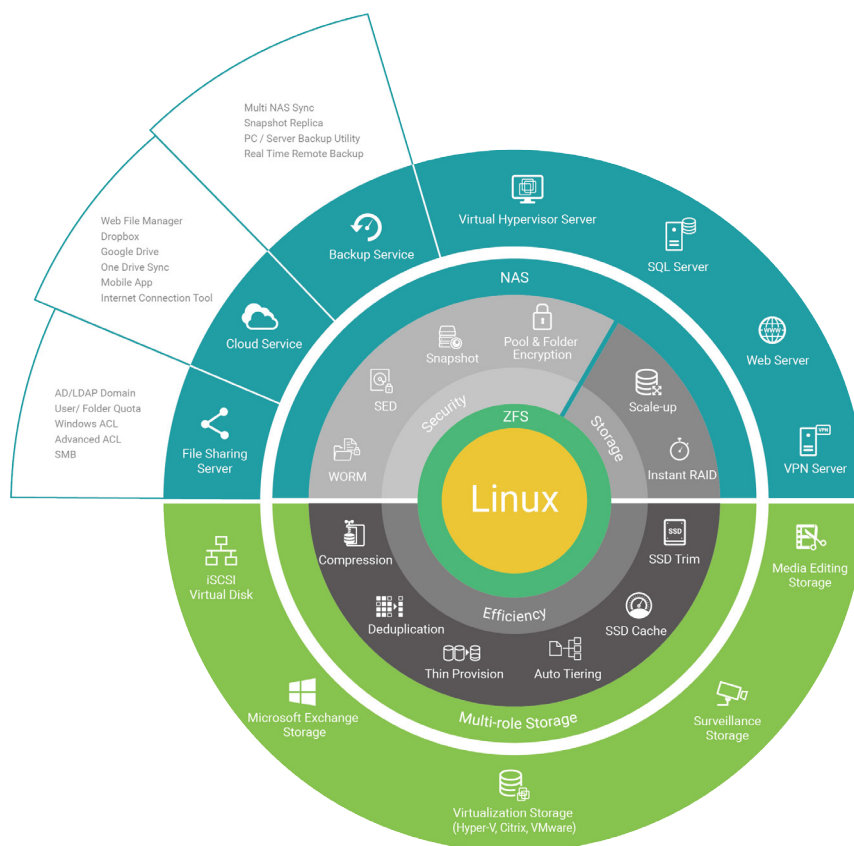 Multi NAS Sync
Snapshot Replica
PC / Server Backup Utility
Real Time Remote Backup
Web File Manager
Dropbox
Google Drive
One Drive Sync
Mobile App
Internet Connection Tool
AD/LDAP Domain
User/ Folder Quota
Windows ACL
Advanced ACL
SMB
File Sharing
Server
Cloud Service
Backup Service
Virtual Hypervisor Server
SQL Server
WWW
Web Server
VPN
VPN Server
NAS
WORM
SED
Snapshot
Pool & Folder
Encryption
Scale-up
Instant RAID
Security
Storage
ZFS
Linux
Efficiency
Compression
Deduplication
Thin Provision
Auto Tiering
SSD Cache
SSD
SSD Trim
Multi-role Storage
iSCSI
Virtual Disk
Microsoft Exchange
Storage
Virtualization Storage
(Hyper-V, Citrix, VMware)
Surveillance
Storage
Media Editing
Storage